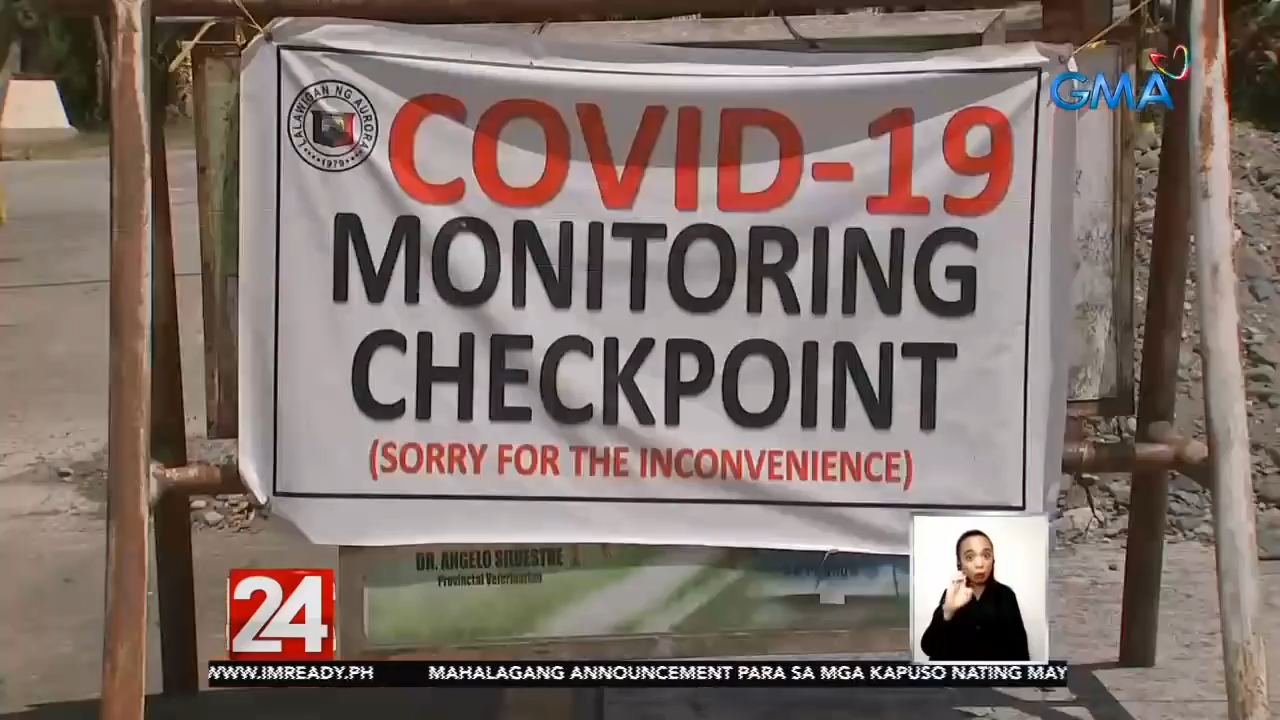 GMA
LALAWIGAN NG AURORA
1979
COVID-19
MONITORING
CHECKPOINT
(SORRY FOR THE INCONVENIENCE)
DR. ANGELO SILVESTRE
Provincial Veterinarian
24
WWW.IMREADY.PH MAHALAGANG ANNOUNCEMENT PARA SA MGA KAPUSO NATING MAY